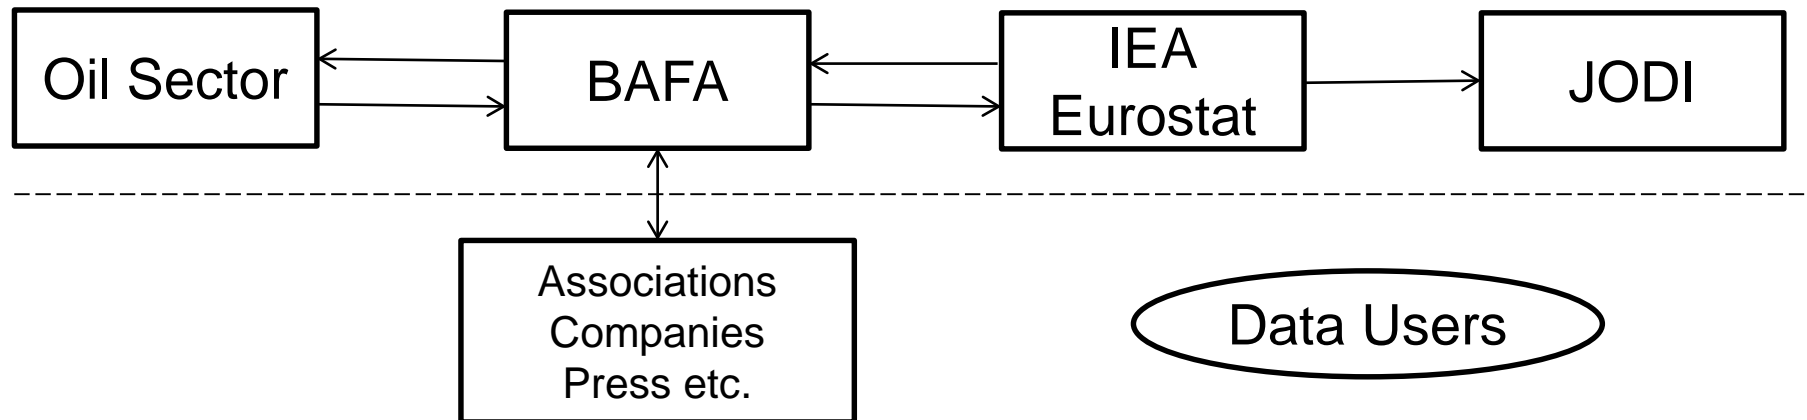 Oil Sector
BAFA
IEA
Eurostat
JODI
Associations
Companies
Press etc.
Data Users